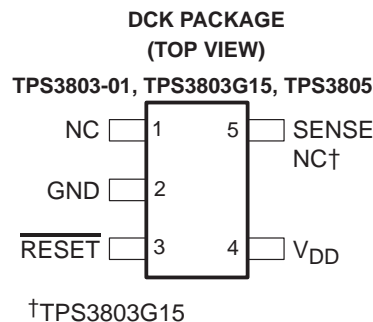 DCK PACKAGE
(TOP VIEW)
TPS3803-01, TPS3803G15, TPS3805
NC 1 5 SENSE
NC†
GND 2
RESET 3 4 VDD
†TPS3803G15